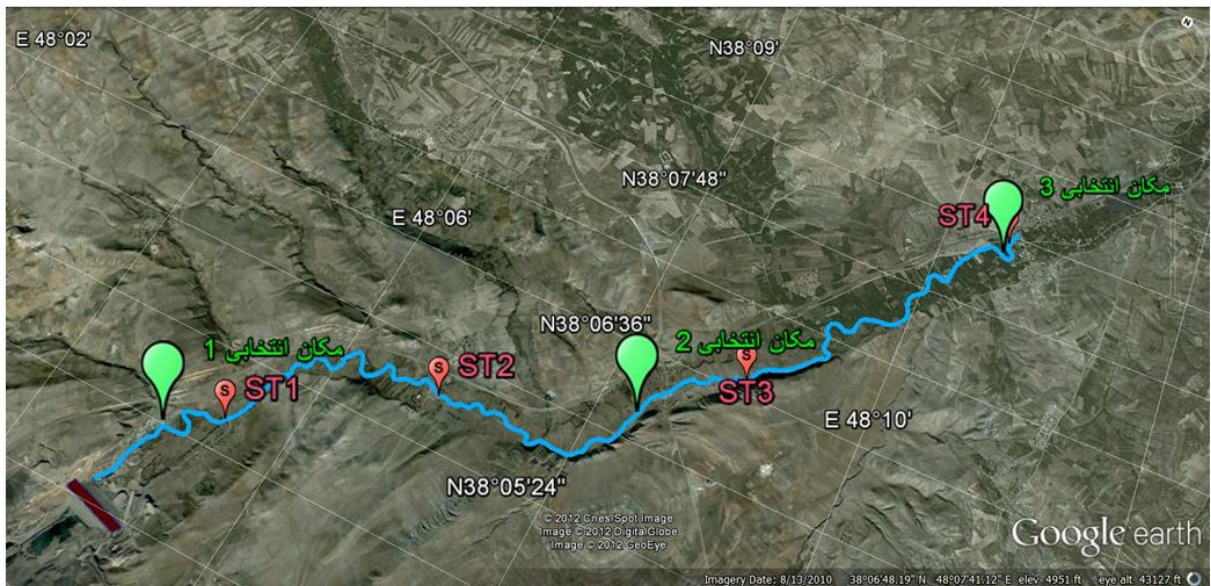 E 48°02'
N
N38°09'
N38°07'48"
مکان انتخابی 3
ST4
E 48°06'
N38°06'36"
مکان انتخابی 1
مکان انتخابی 2
S
ST2
S
ST1
S
ST3
E 48°10'
N38°05'24"
© 2012 Cnes/Spot Image
Image © 2012 DigitalGlobe
Image © 2012 GeoEye
Google earth
Imagery Date: 8/13/2010 38°06'48.19" N 48°07'41.12" E elev 4951 ft eye alt 43127 ft